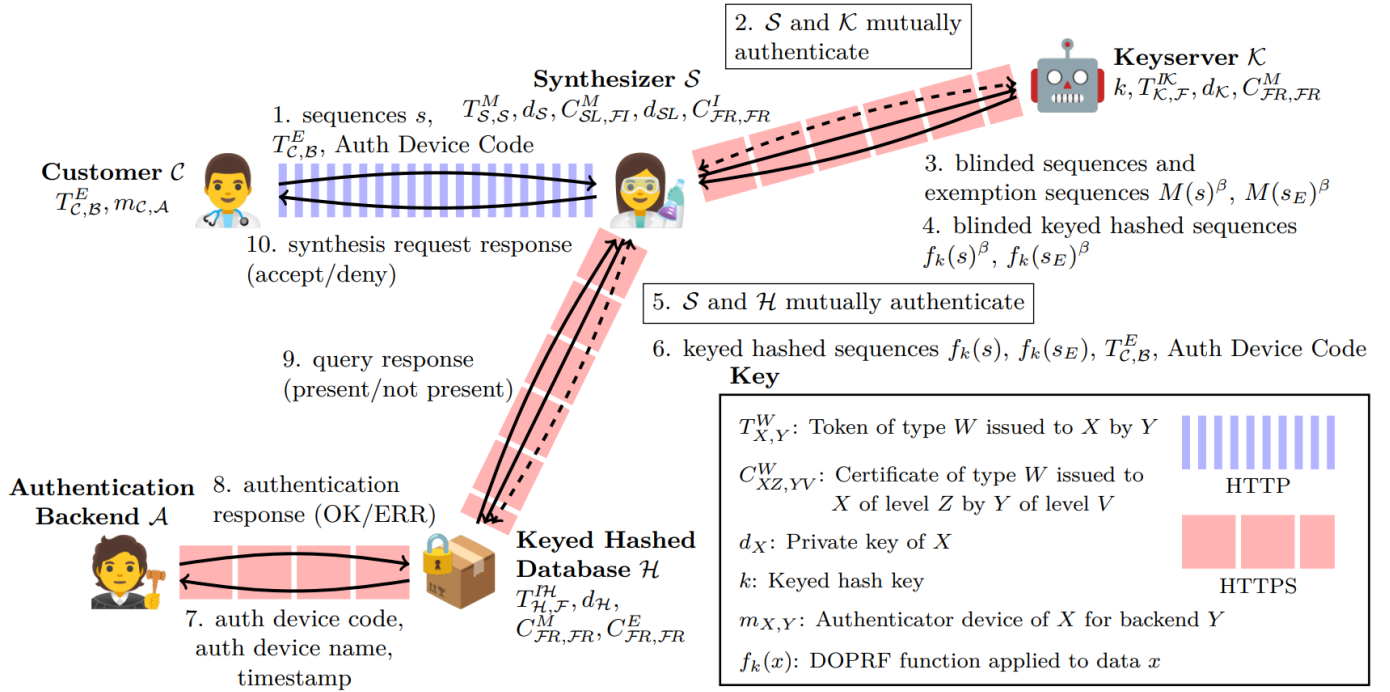 2. 𝒮 and 𝒦 mutually
authenticate
Keyserver 𝒦
k, T^{I𝒦}_{𝒦,ℱ}, d_𝒦, C^M_{ℱR,ℱR}
Synthesizer 𝒮
T^M_{𝒮,𝒮}, d_𝒮, C^M_{𝒮L,ℱI}, d_{𝒮L}, C^I_{ℱR,ℱR}
1. sequences s,
T^E_{𝒞,ℬ}, Auth Device Code
Customer 𝒞
T^E_{𝒞,ℬ}, m_{𝒞,𝒜}
3. blinded sequences and
exemption sequences M(s)^β, M(s_E)^β
4. blinded keyed hashed sequences
f_k(s)^β, f_k(s_E)^β
10. synthesis request response
(accept/deny)
5. 𝒮 and ℋ mutually authenticate
6. keyed hashed sequences f_k(s), f_k(s_E), T^E_{𝒞,ℬ}, Auth Device Code
9. query response
(present/not present)
Authentication
Backend 𝒜
8. authentication
response (OK/ERR)
7. auth device code,
auth device name,
timestamp
Keyed Hashed
Database ℋ
T^{Iℋ}_{ℋ,ℱ}, d_ℋ,
C^M_{ℱR,ℱR}, C^E_{ℱR,ℱR}
Key
T^W_{X,Y}: Token of type W issued to X by Y
C^W_{XZ,YV}: Certificate of type W issued to
X of level Z by Y of level V
d_X: Private key of X
k: Keyed hash key
m_{X,Y}: Authenticator device of X for backend Y
f_k(x): DOPRF function applied to data x
HTTP
HTTPS